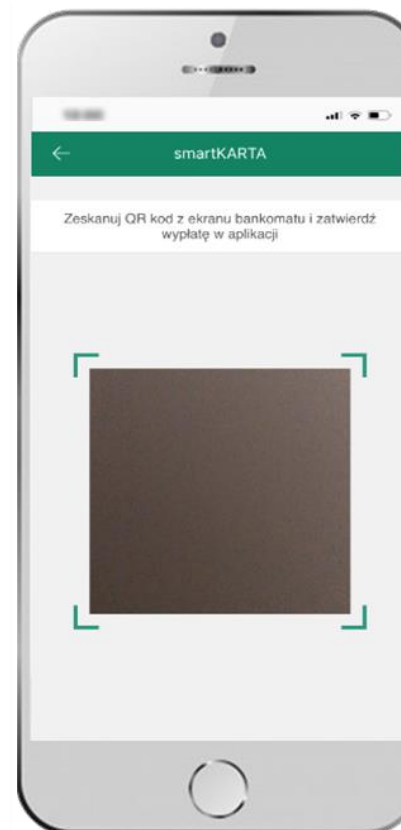 smartKARTA
Zeskanuj QR kod z ekranu bankomatu i zatwierdź
wypłatę w aplikacji